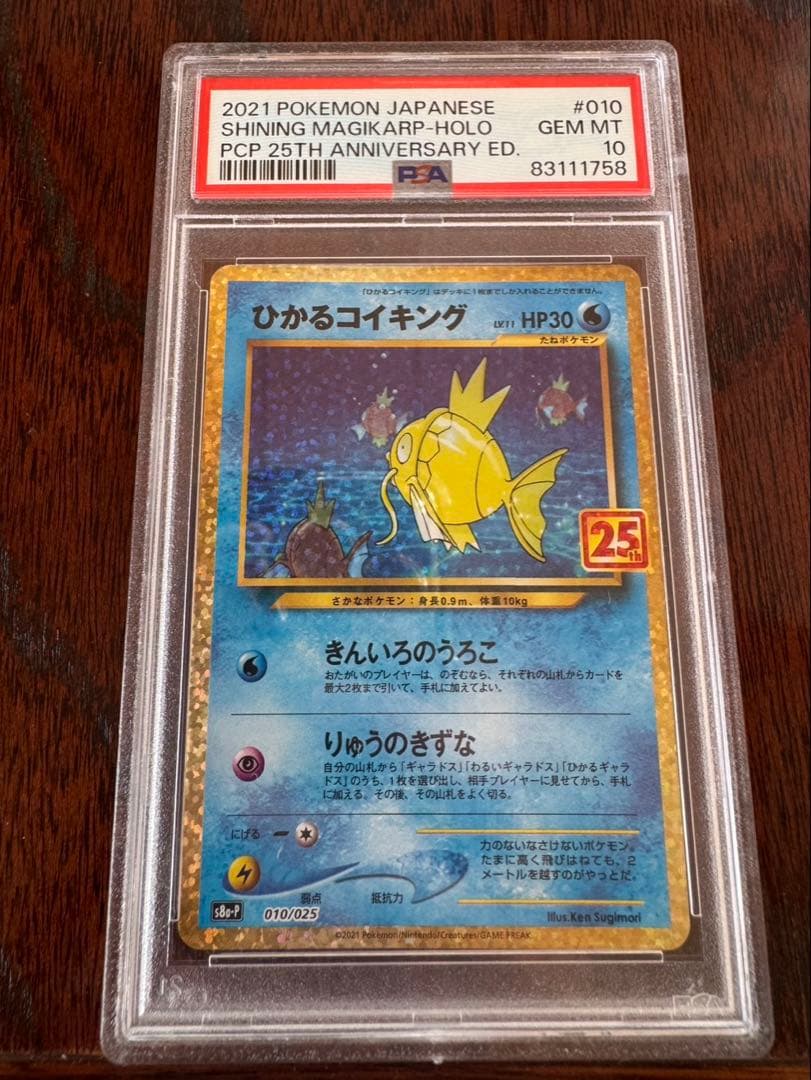 2021 POKEMON JAPANESE #010
SHINING MAGIKARP-HOLO GEM MT
PCP 25TH ANNIVERSARY ED. 10
PSA 83111758
「ひかるコイキング」はデッキに1枚までしか入れることができません。
ひかるコイキング LV.11 HP30
たねポケモン
25th
さかなポケモン:身長0.9m、体重10kg
きんいろのうろこ
おたがいのプレイヤーは、のぞむなら、それぞれの山札からカードを
最大2枚まで引いて、手札に加えてよい。
りゅうのきずな
自分の山札から「ギャラドス」「わるいギャラドス」「ひかるギャラ
ドス」のうち、1枚を選び出し、相手プレイヤーに見せてから、手札
に加える。その後、その山札をよく切る。
にげる
力のないなさけないポケモン。
たまに高く飛びはねても、2
メートルを越すのがやっとだ。
弱点 抵抗力
s8a-P 010/025 Illus.Ken Sugimori
©2021 Pokémon/Nintendo/Creatures/GAME FREAK.